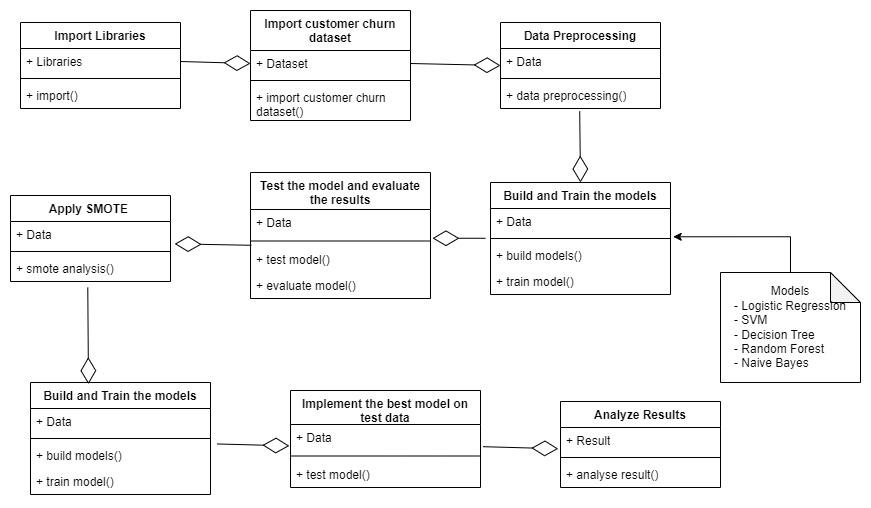 Import Libraries
+ Libraries
+ import()
Import customer churn
dataset
+ Dataset
+ import customer churn
dataset()
Data Preprocessing
+ Data
+ data preprocessing()
Apply SMOTE
+ Data
+ smote analysis()
Test the model and evaluate
the results
+ Data
+ test model()
+ evaluate model()
Build and Train the models
+ Data
+ build models()
+ train model()
Models
- Logistic Regression
- SVM
- Decision Tree
- Random Forest
- Naive Bayes
Build and Train the models
+ Data
+ build models()
+ train model()
Implement the best model on
test data
+ Data
+ test model()
Analyze Results
+ Result
+ analyse result()